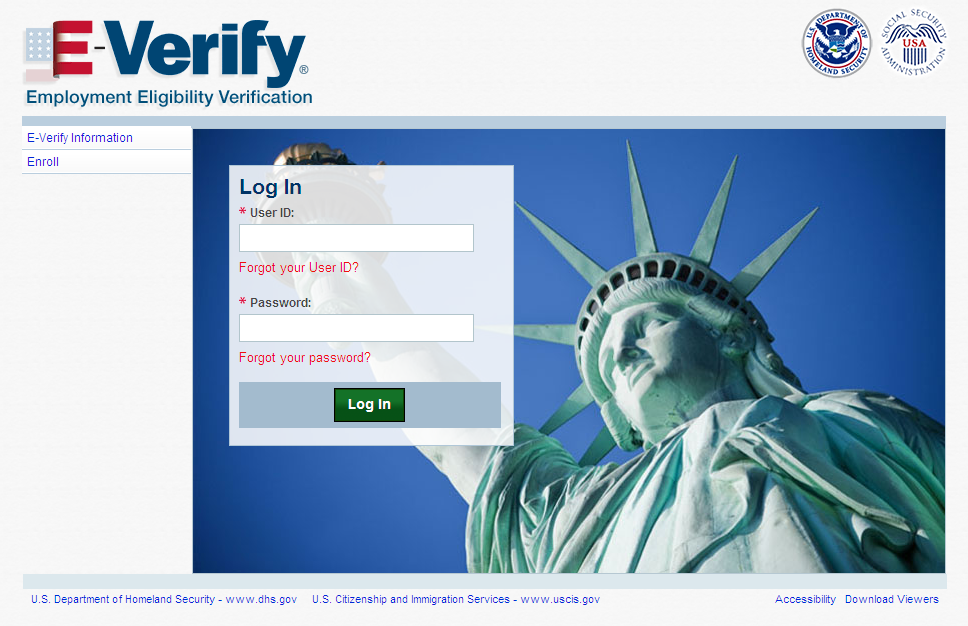 E-Verify®
Employment Eligibility Verification
U.S. DEPARTMENT OF HOMELAND SECURITY
SOCIAL SECURITY ADMINISTRATION
USA
E-Verify Information
Enroll
Log In
* User ID:
Forgot your User ID?
* Password:
Forgot your password?
Log In
U.S. Department of Homeland Security - www.dhs.gov U.S. Citizenship and Immigration Services - www.uscis.gov Accessibility Download Viewers